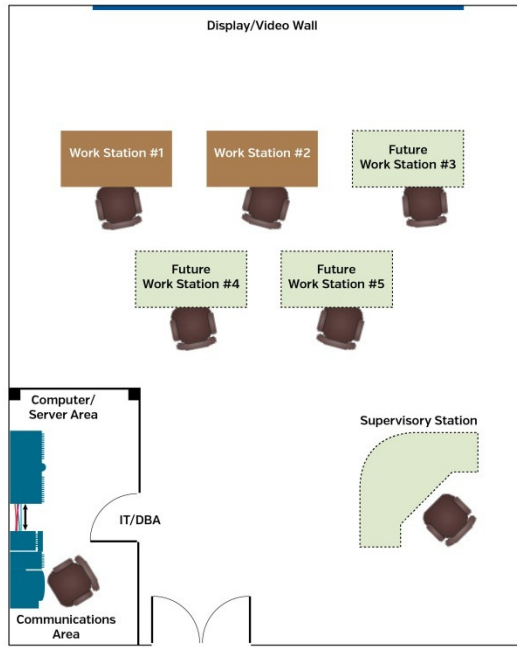 Display/Video Wall
Work Station #1
Work Station #2
Future
Work Station #3
Future
Work Station #4
Future
Work Station #5
Computer/
Server Area
Supervisory Station
IT/DBA
Communications
Area